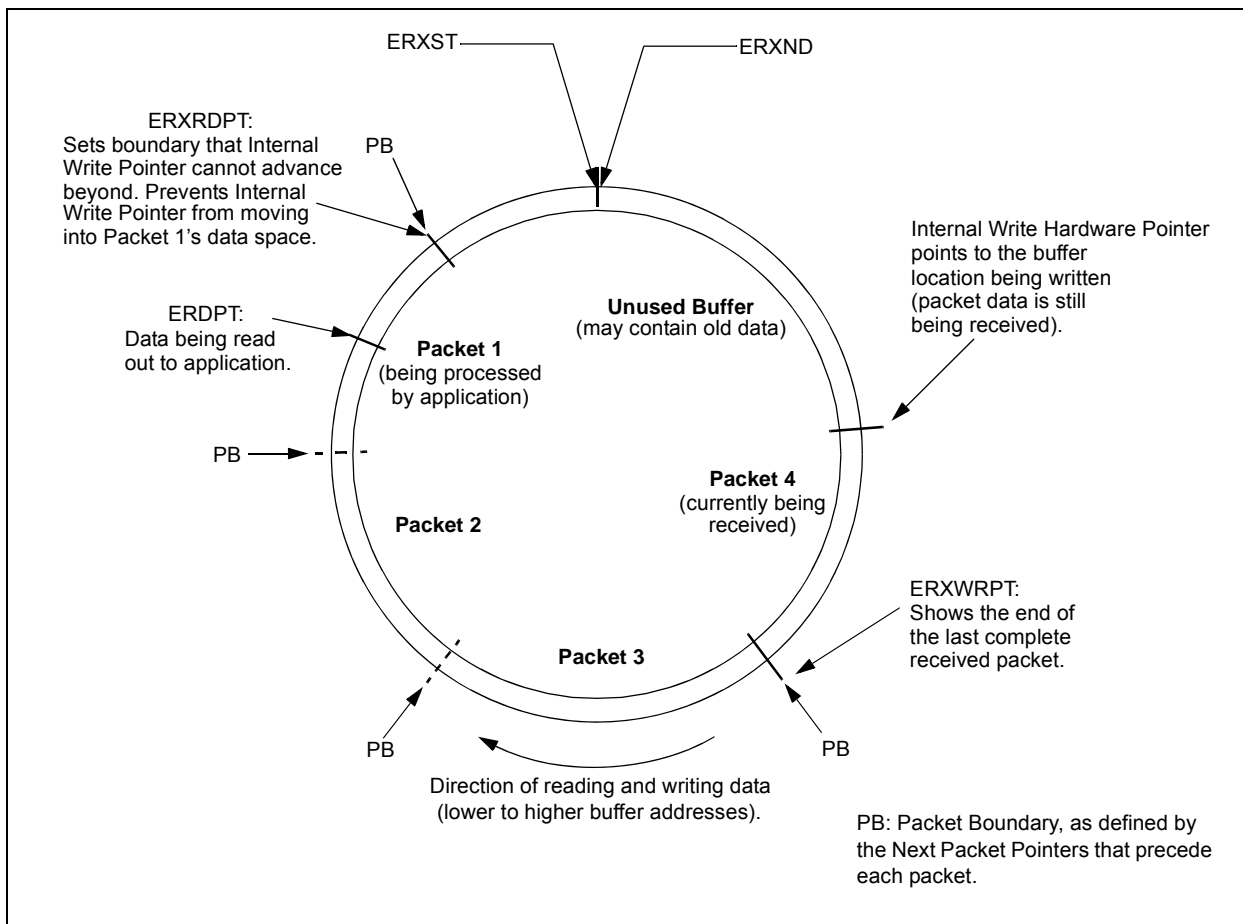 ERXST
ERXND
ERXRDPT:
Sets boundary that Internal
Write Pointer cannot advance
beyond. Prevents Internal
Write Pointer from moving
into Packet 1’s data space.
PB
Internal Write Hardware Pointer
points to the buffer
location being written
(packet data is still
being received).
Unused Buffer
(may contain old data)
ERDPT:
Data being read
out to application.
Packet 1
(being processed
by application)
PB
Packet 4
(currently being
received)
Packet 2
ERXWRPT:
Shows the end of
the last complete
received packet.
Packet 3
PB
PB
Direction of reading and writing data
(lower to higher buffer addresses).
PB: Packet Boundary, as defined by
the Next Packet Pointers that precede
each packet.